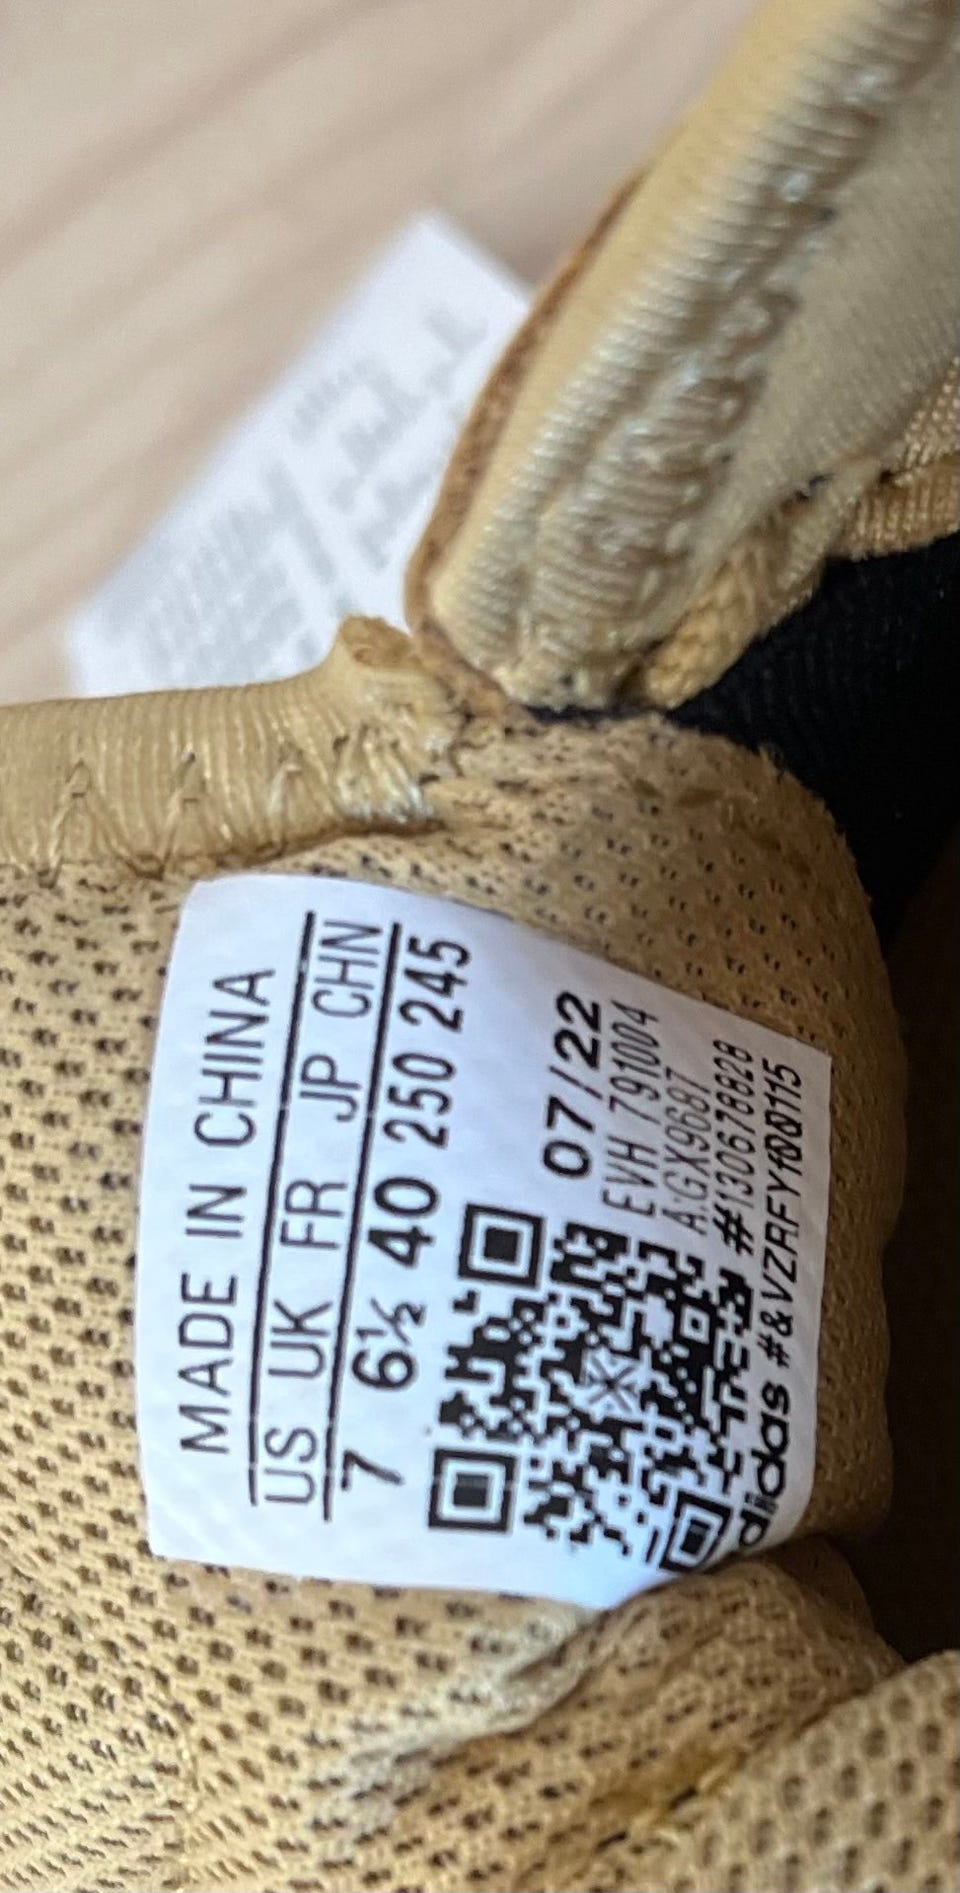 MADE IN CHINA
US UK FR JP CHN
7 6½ 40 250 245
07/22
EVH 791004
A:GX9687
#130678828
adidas #&VZRFYf8Q115